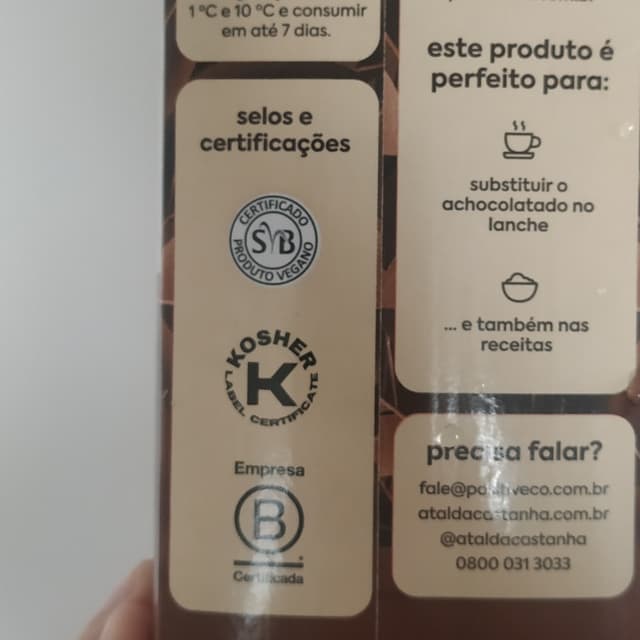 1 ºC e 10 ºC e consumir
em até 7 dias.
selos e
certificações
CERTIFICADO
SVB
PRODUTO VEGANO
KOSHER
K
LABEL CERTIFICATE
Empresa
B
Certificada
este produto é
perfeito para:
substituir o
achocolatado no
lanche
... e também nas
receitas
precisa falar?
fale@positiveco.com.br
ataldacastanha.com.br
@ataldacastanha
0800 031 3033